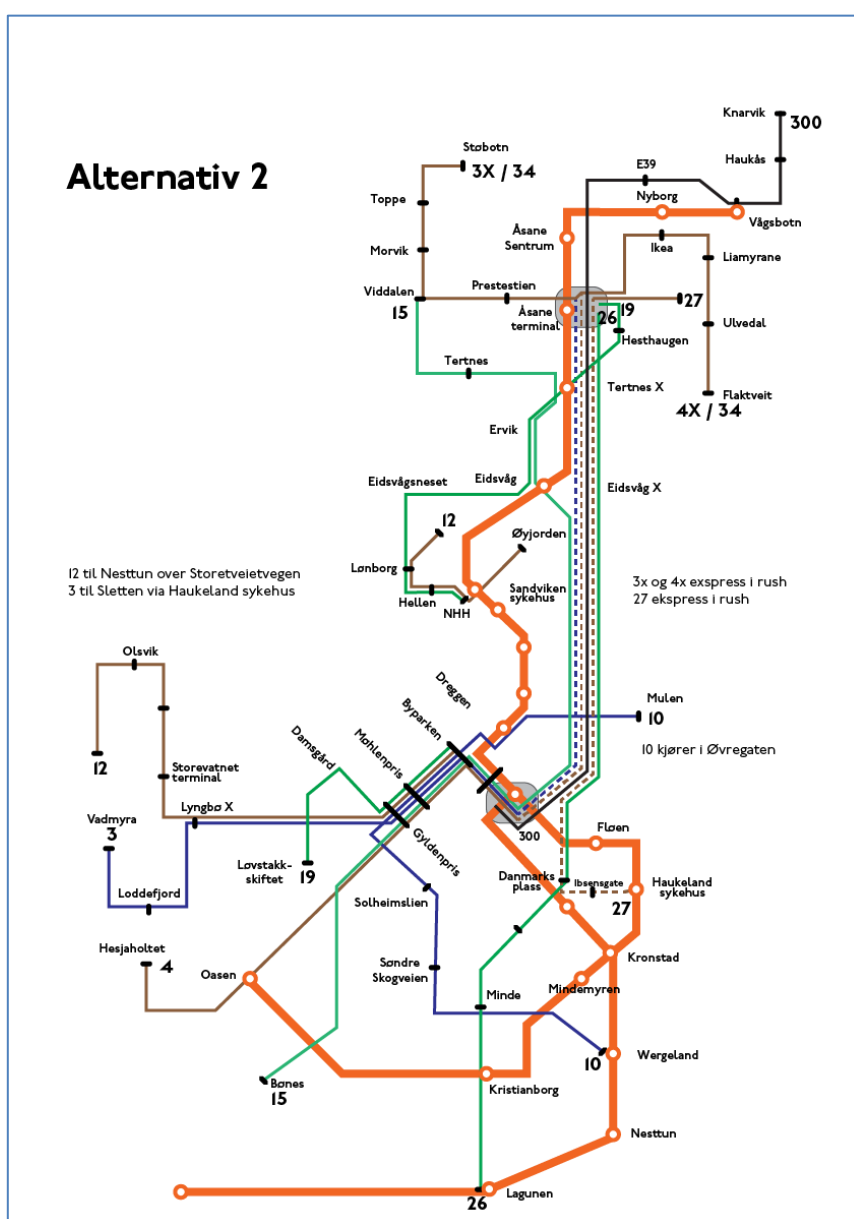 Alternativ 2
Knarvik
300
Støbotn
3X / 34
E39
Haukås
Toppe
Nyborg
Vågsbotn
Åsane
Sentrum
Morvik
Ikea
Liamyrane
Viddalen
15
Prestestien
Åsane
terminal
26
19
27
Hesthaugen
Ulvedal
Tertnes
Tertnes X
Flaktveit
4X / 34
Ervik
Eidsvågsneset
Eidsvåg
Eidsvåg X
12
Øyjorden
12 til Nesttun over Storetveietvegen
3 til Sletten via Haukeland sykehus
Lønborg
Hellen
NHH
Sandviken
sykehus
3x og 4x exspress i rush
27 ekspress i rush
Olsvik
Dreggen
Mulen
10
Byparken
Møhlenpris
Damsgård
10 kjører i Øvregaten
12
Storevatnet
terminal
Lyngbø X
Vadmyra
3
Gyldenpris
300
Fløen
Løvstakk-
skiftet
19
Danmarks
plass
Ibsensgate
27
Haukeland
sykehus
Loddefjord
Solheimslien
Hesjaholtet
4
Oasen
Søndre
Skogveien
Kronstad
Mindemyren
Minde
10
Wergeland
Bønes
15
Kristianborg
Nesttun
26
Lagunen